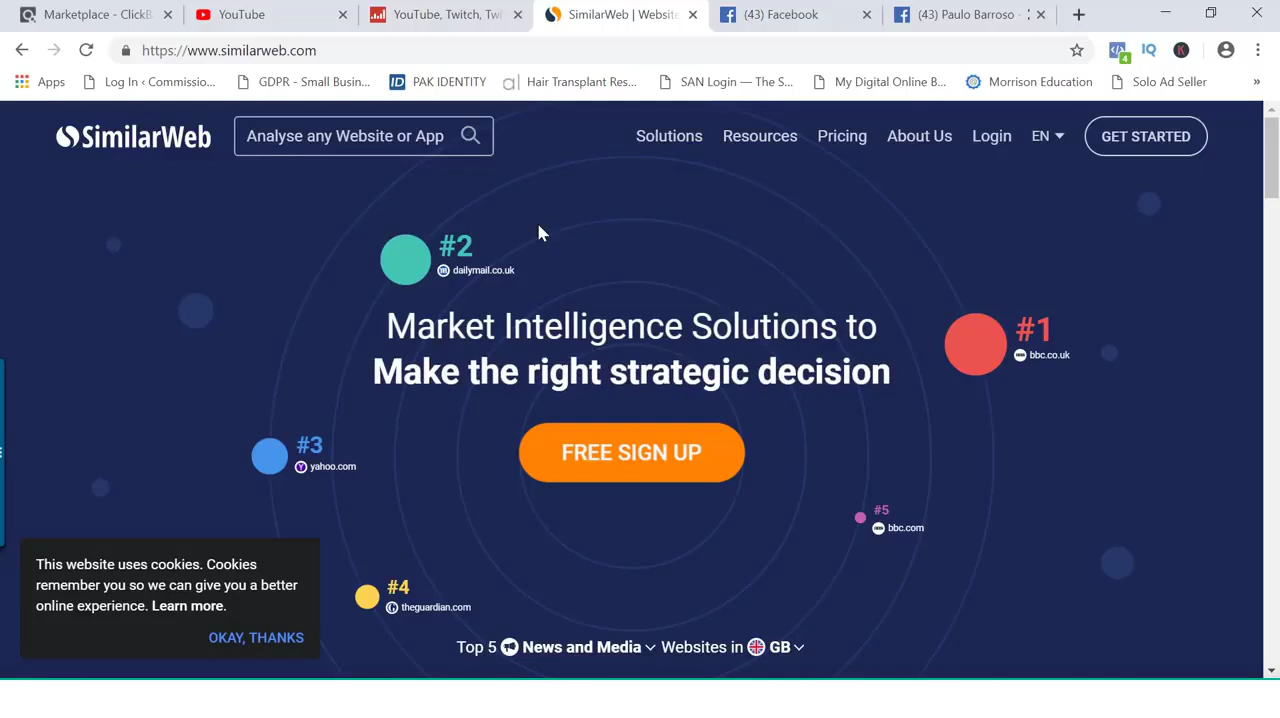 Marketplace - ClickB
YouTube
YouTube, Twitch, Twi
SimilarWeb | Website
(43) Facebook
(43) Paulo Barroso -
https://www.similarweb.com
4
IQ
K
Apps
Log In ‹ Commissio...
GDPR - Small Busin...
ID PAK IDENTITY
Hair Transplant Res...
SAN Login — The S...
My Digital Online B...
Morrison Education
Solo Ad Seller
»
SimilarWeb
Analyse any Website or App
Solutions
Resources
Pricing
About Us
Login
EN
GET STARTED
#2
dailymail.co.uk
Market Intelligence Solutions to
Make the right strategic decision
#1
bbc.co.uk
FREE SIGN UP
#3
yahoo.com
#5
bbc.com
This website uses cookies. Cookies
remember you so we can give you a better
online experience. Learn more.
OKAY, THANKS
#4
theguardian.com
Top 5 News and Media Websites in GB